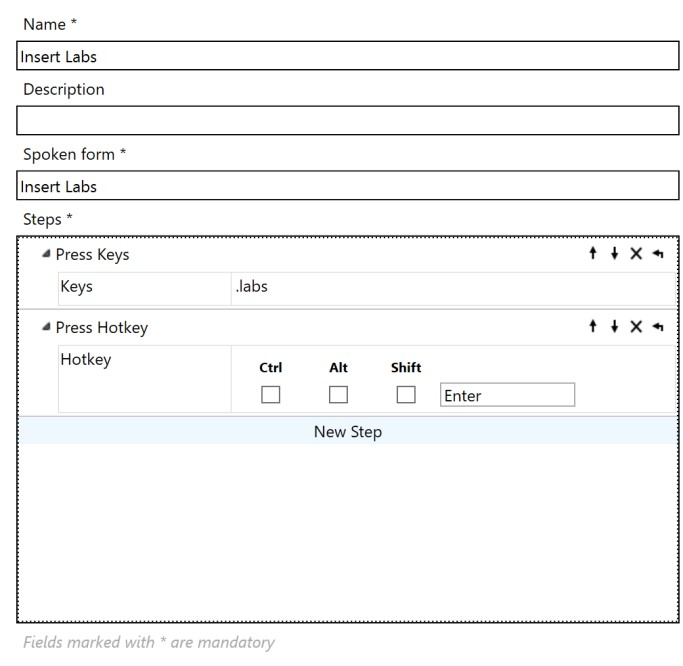 Name *
Insert Labs
Description
Spoken form *
Insert Labs
Steps *
Press Keys
Keys .labs
Press Hotkey
Hotkey Ctrl Alt Shift
Enter
New Step
Fields marked with * are mandatory